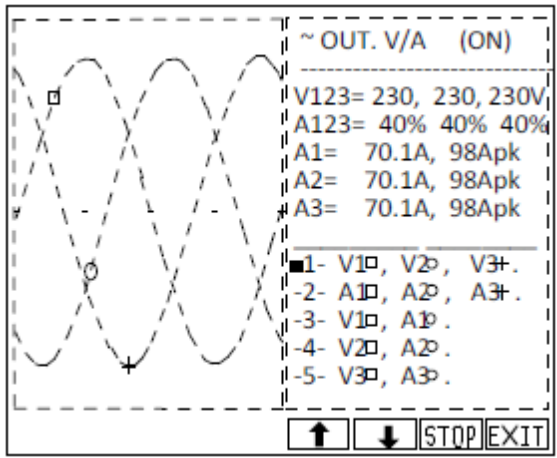 ~ OUT. V/A (ON)
V123= 230, 230, 230V
A123= 40% 40% 40%
A1= 70.1A, 98Apk
A2= 70.1A, 98Apk
A3= 70.1A, 98Apk
■1- V1□, V2○, V3+.
-2- A1□, A2○, A3+.
-3- V1□, A1○.
-4- V2□, A2○.
-5- V3□, A3○.
↑ ↓ STOP EXIT